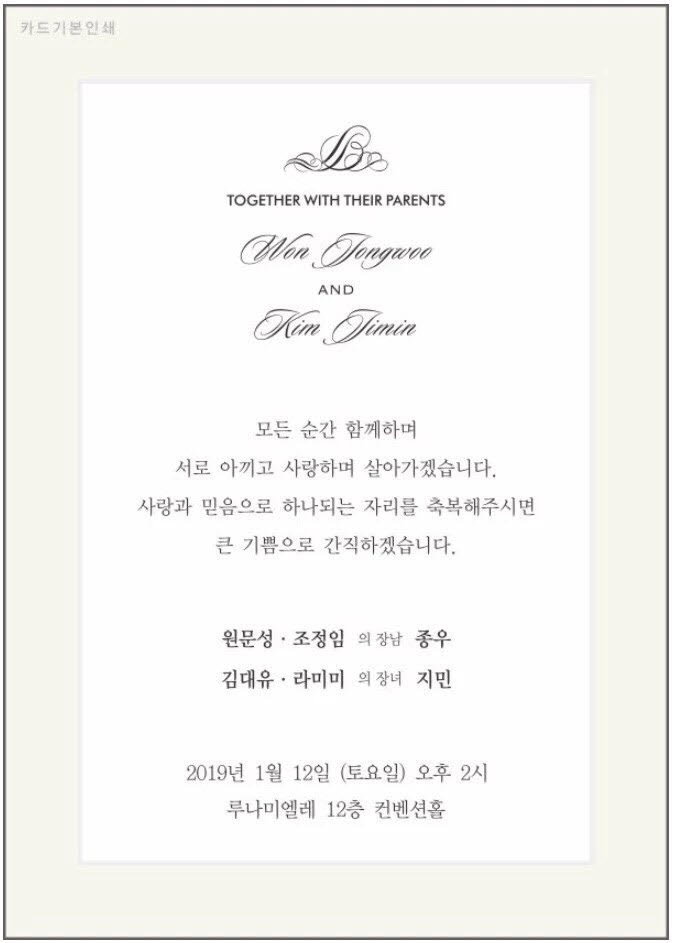 카드기본인쇄
TOGETHER WITH THEIR PARENTS
Won Jongwoo
AND
Kim Jimin
모든 순간 함께하며
서로 아끼고 사랑하며 살아가겠습니다.
사랑과 믿음으로 하나되는 자리를 축복해주시면
큰 기쁨으로 간직하겠습니다.
원문성 · 조정임 의 장남 종우
김대유 · 라미미 의 장녀 지민
2019년 1월 12일 (토요일) 오후 2시
루나미엘레 12층 컨벤션홀